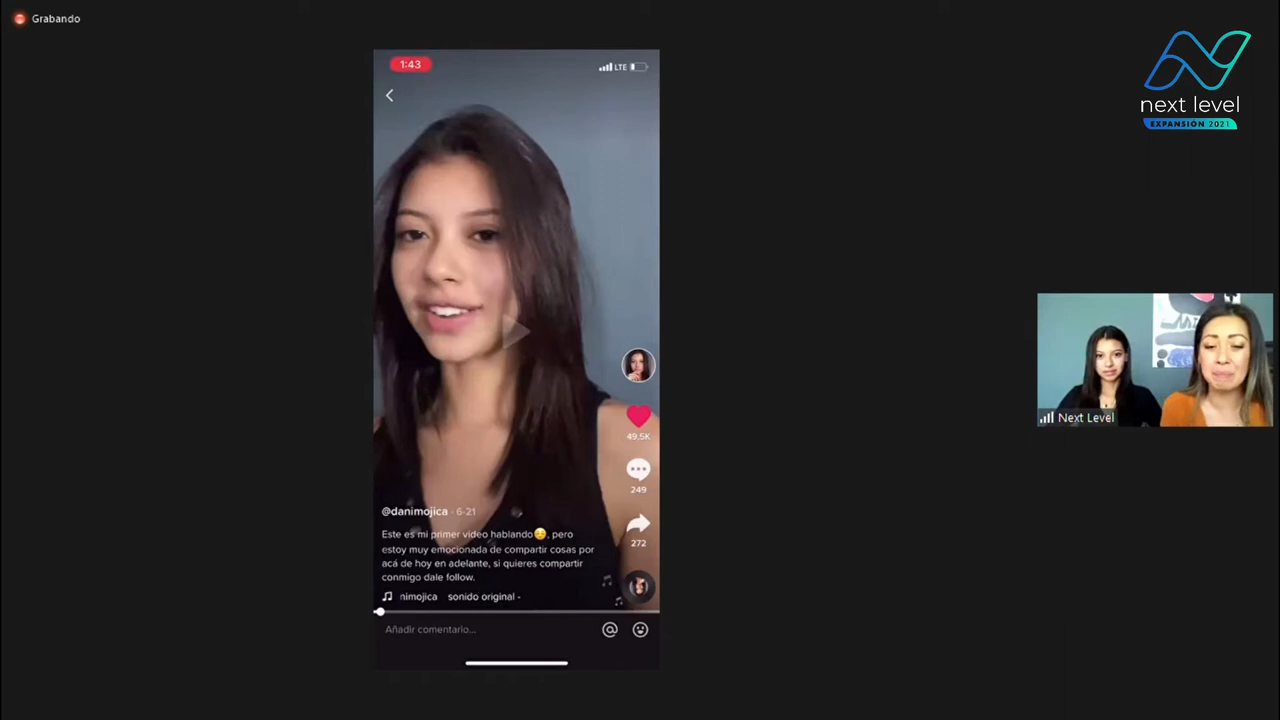 Grabando
next level
EXPANSIÓN 2021
1:43
LTE
49.5K
249
272
@danimojica · 6-21
Este es mi primer video hablando☺️, pero
estoy muy emocionada de compartir cosas por
acá de hoy en adelante, si quieres compartir
conmigo dale follow.
nimojica sonido original -
Añadir comentario...
Next Level